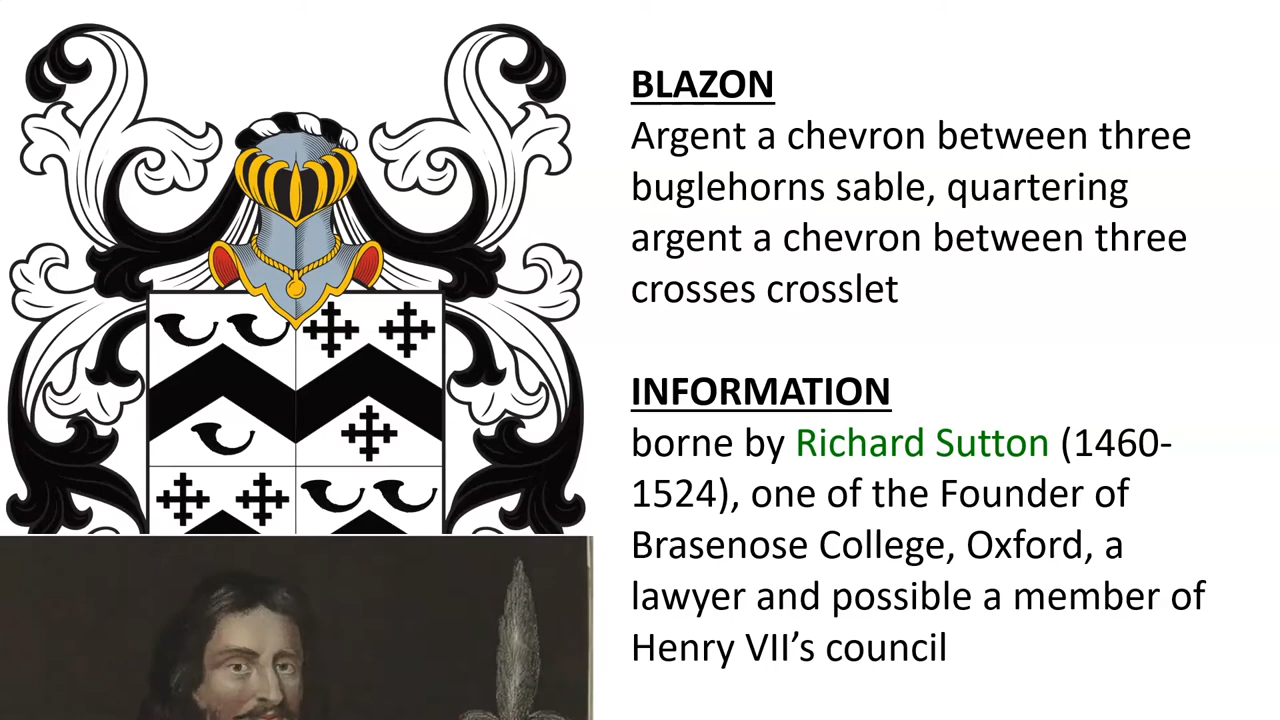 BLAZON
Argent a chevron between three
buglehorns sable, quartering
argent a chevron between three
crosses crosslet
INFORMATION
borne by Richard Sutton (1460-
1524), one of the Founder of
Brasenose College, Oxford, a
lawyer and possible a member of
Henry VII’s council